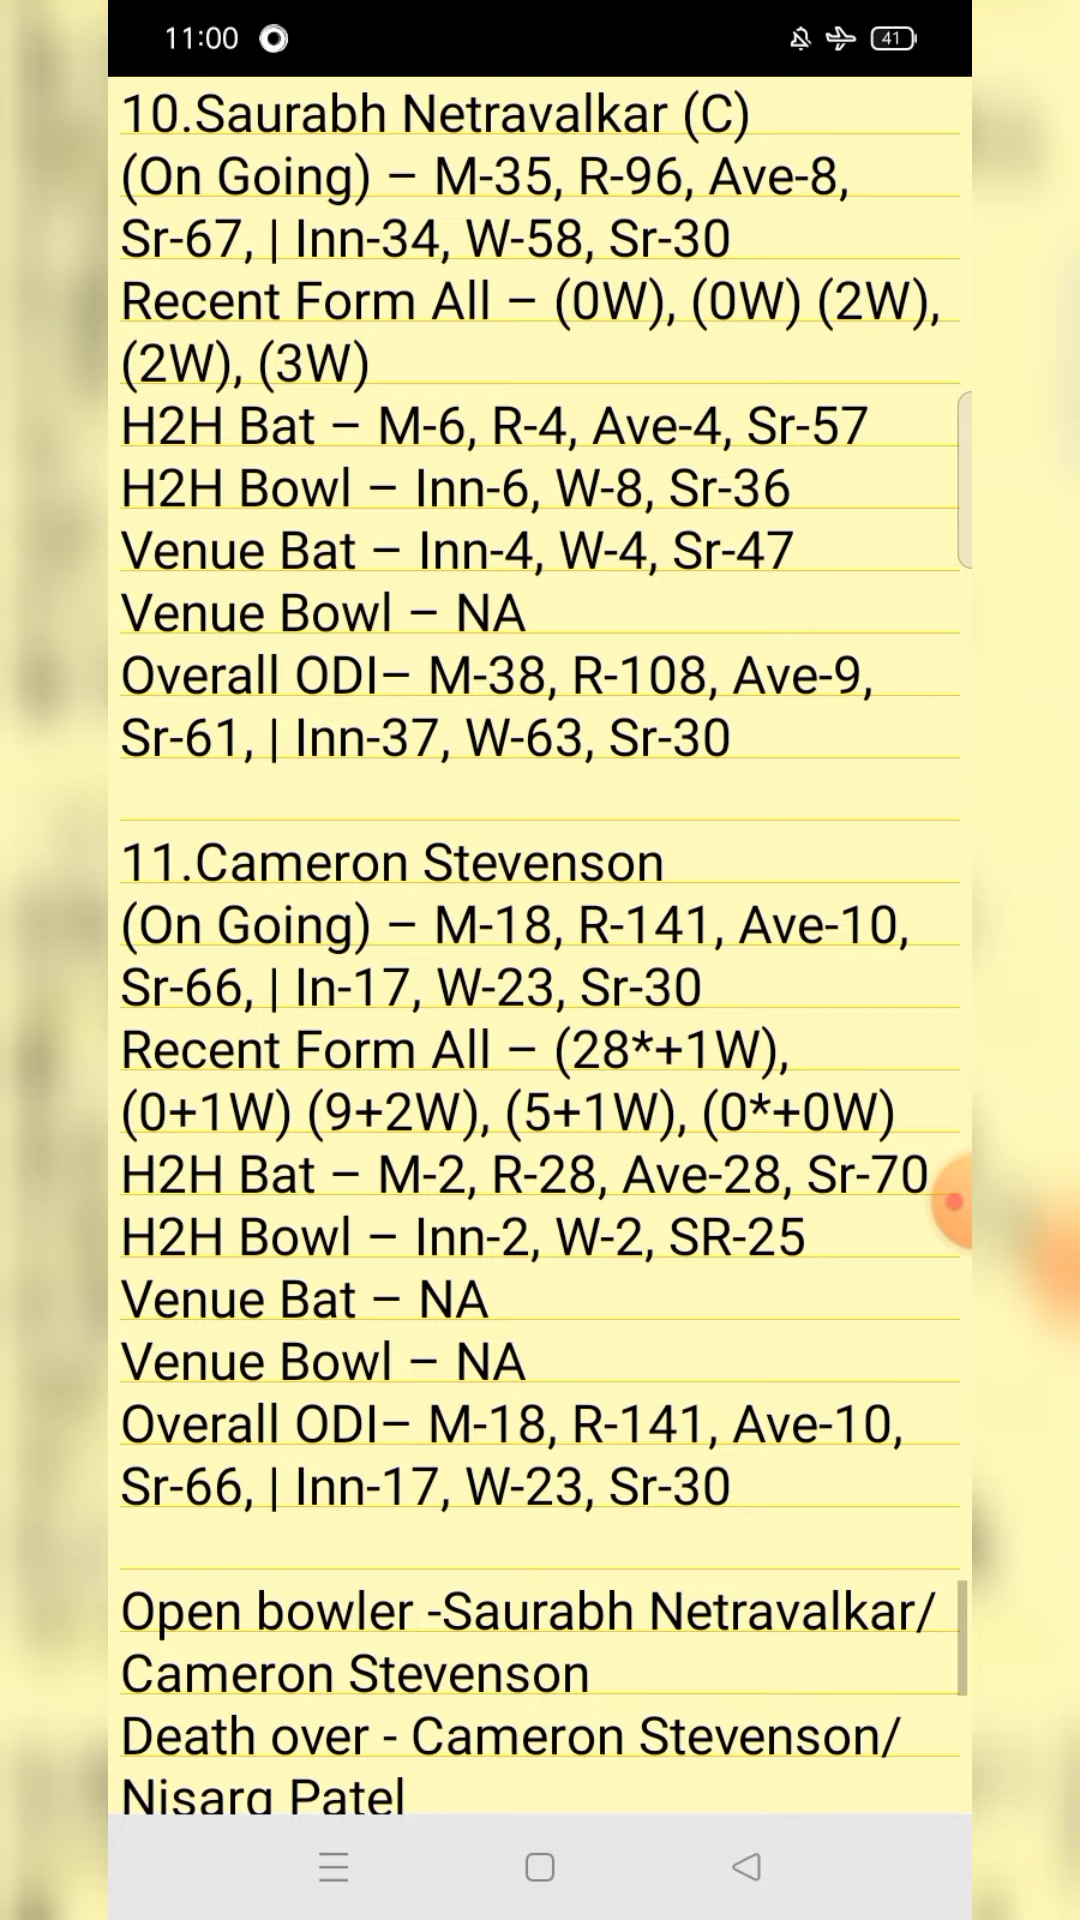 11:00
41
10.Saurabh Netravalkar (C)
(On Going) – M-35, R-96, Ave-8,
Sr-67, | Inn-34, W-58, Sr-30
Recent Form All – (0W), (0W) (2W),
(2W), (3W)
H2H Bat – M-6, R-4, Ave-4, Sr-57
H2H Bowl – Inn-6, W-8, Sr-36
Venue Bat – Inn-4, W-4, Sr-47
Venue Bowl – NA
Overall ODI– M-38, R-108, Ave-9,
Sr-61, | Inn-37, W-63, Sr-30
11.Cameron Stevenson
(On Going) – M-18, R-141, Ave-10,
Sr-66, | In-17, W-23, Sr-30
Recent Form All – (28*+1W),
(0+1W) (9+2W), (5+1W), (0*+0W)
H2H Bat – M-2, R-28, Ave-28, Sr-70
H2H Bowl – Inn-2, W-2, SR-25
Venue Bat – NA
Venue Bowl – NA
Overall ODI– M-18, R-141, Ave-10,
Sr-66, | Inn-17, W-23, Sr-30
Open bowler -Saurabh Netravalkar/
Cameron Stevenson
Death over - Cameron Stevenson/
Nisarg Patel